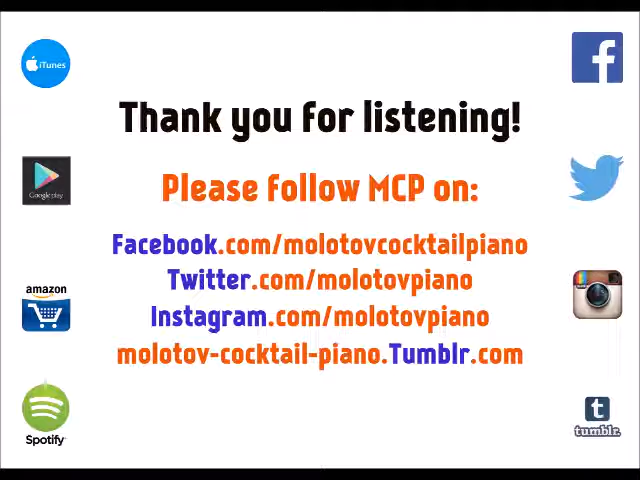 iTunes
Thank you for listening!
Google play
Please follow MCP on:
Facebook.com/molotovcocktailpiano
Twitter.com/molotovpiano
amazon
Instagram.com/molotovpiano
molotov-cocktail-piano.Tumblr.com
Spotify
tumblr.